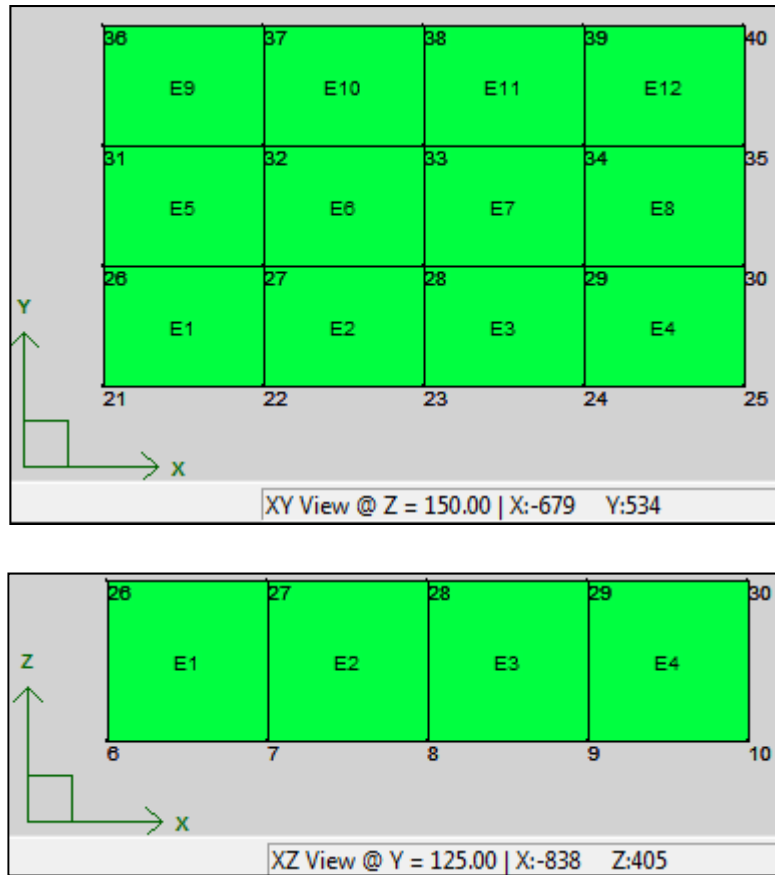 36 37 38 39 40
E9 E10 E11 E12
31 32 33 34 35
E5 E6 E7 E8
26 27 28 29 30
Y
E1 E2 E3 E4
21 22 23 24 25
X
XY View @ Z = 150.00 | X:-679 Y:534
26 27 28 29 30
Z E1 E2 E3 E4
6 7 8 9 10
X
XZ View @ Y = 125.00 | X:-838 Z:405